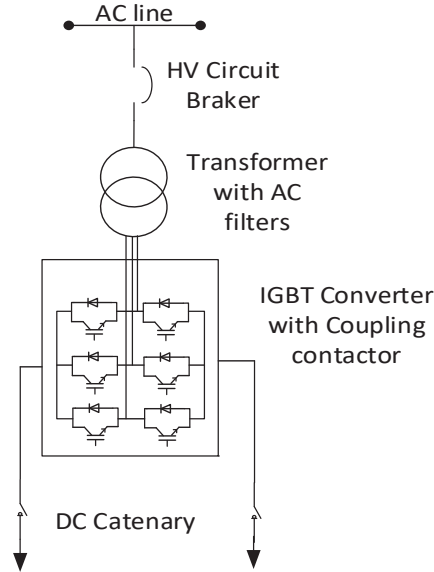 AC line
HV Circuit
Braker
Transformer
with AC
filters
IGBT Converter
with Coupling
contactor
DC Catenary